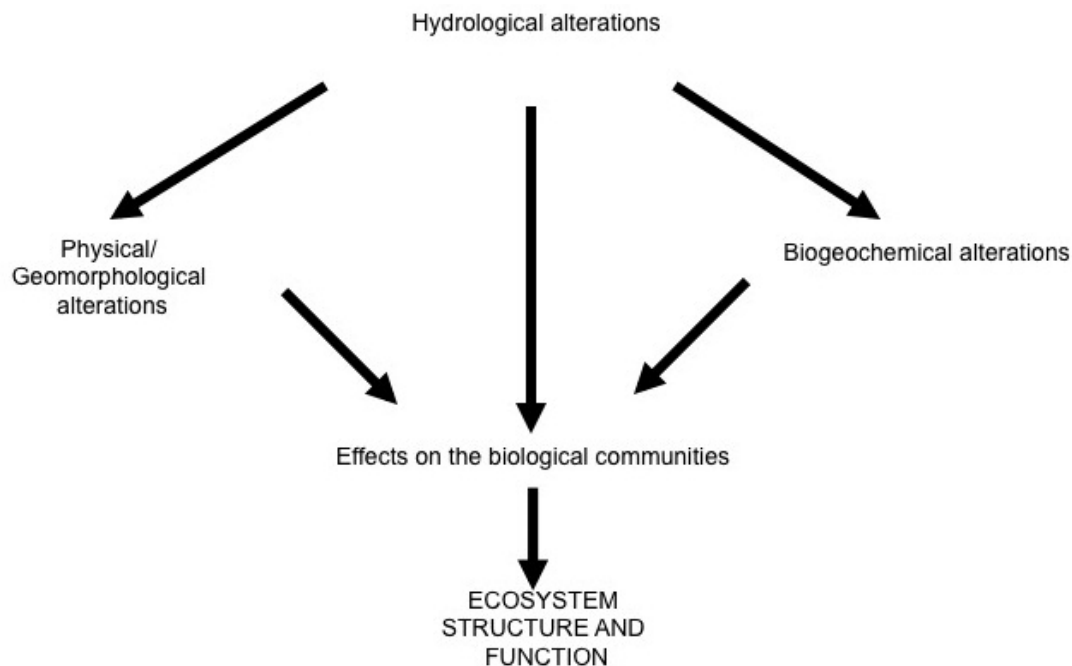 Hydrological alterations
Physical/
Geomorphological
alterations
Biogeochemical alterations
Effects on the biological communities
ECOSYSTEM
STRUCTURE AND
FUNCTION